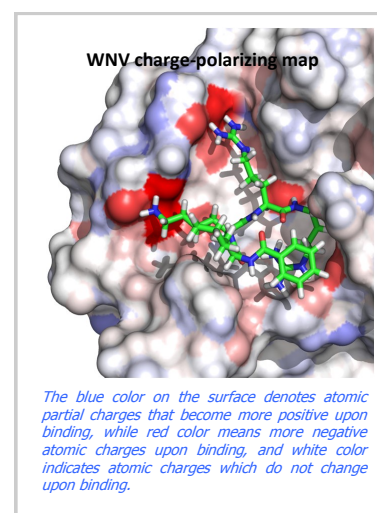 WNV charge-polarizing map
The blue color on the surface denotes atomic
partial charges that become more positive upon
binding, while red color means more negative
atomic charges upon binding, and white color
indicates atomic charges which do not change
upon binding.